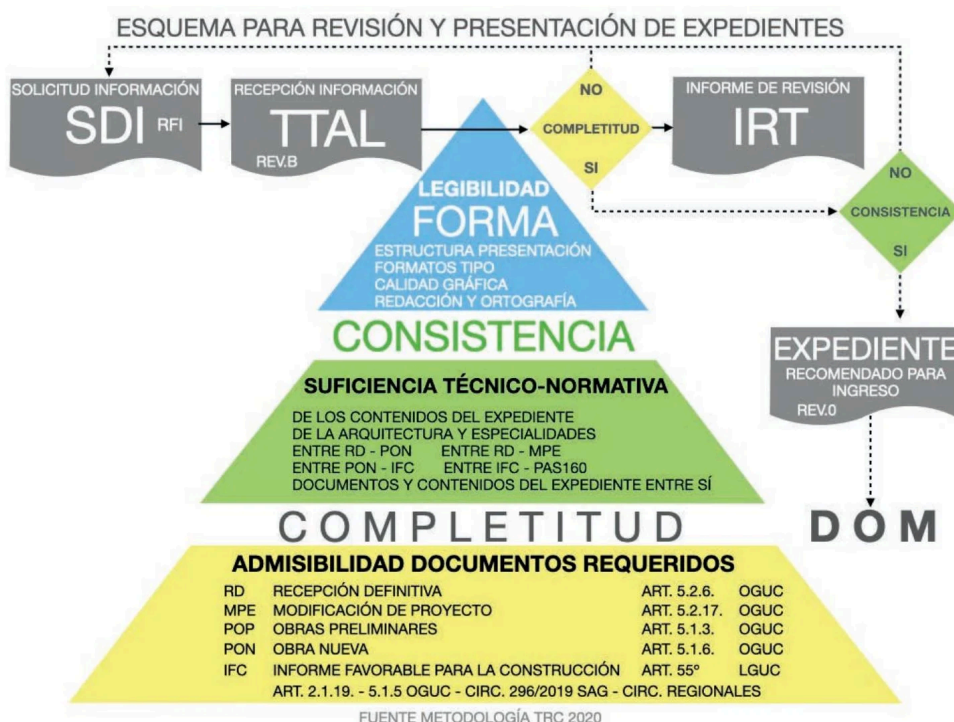 ESQUEMA PARA REVISIÓN Y PRESENTACIÓN DE EXPEDIENTES
SOLICITUD INFORMACIÓN
SDI RFI
RECEPCIÓN INFORMACIÓN
TTAL
REV.B
NO
COMPLETITUD
SI
INFORME DE REVISIÓN
IRT
NO
CONSISTENCIA
SI
EXPEDIENTE
RECOMENDADO PARA
INGRESO
REV.0
DOM
LEGIBILIDAD
FORMA
ESTRUCTURA PRESENTACIÓN
FORMATOS TIPO
CALIDAD GRÁFICA
REDACCIÓN Y ORTOGRAFÍA
CONSISTENCIA
SUFICIENCIA TÉCNICO-NORMATIVA
DE LOS CONTENIDOS DEL EXPEDIENTE
DE LA ARQUITECTURA Y ESPECIALIDADES
ENTRE RD - PON ENTRE RD - MPE
ENTRE PON - IFC ENTRE IFC - PAS160
DOCUMENTOS Y CONTENIDOS DEL EXPEDIENTE ENTRE SÍ
COMPLETITUD
ADMISIBILIDAD DOCUMENTOS REQUERIDOS
RD RECEPCIÓN DEFINITIVA ART. 5.2.6. OGUC
MPE MODIFICACIÓN DE PROYECTO ART. 5.2.17. OGUC
POP OBRAS PRELIMINARES ART. 5.1.3. OGUC
PON OBRA NUEVA ART. 5.1.6. OGUC
IFC INFORME FAVORABLE PARA LA CONSTRUCCIÓN ART. 55º LGUC
ART. 2.1.19. - 5.1.5 OGUC - CIRC. 296/2019 SAG - CIRC. REGIONALES
FUENTE METODOLOGÍA TRC 2020